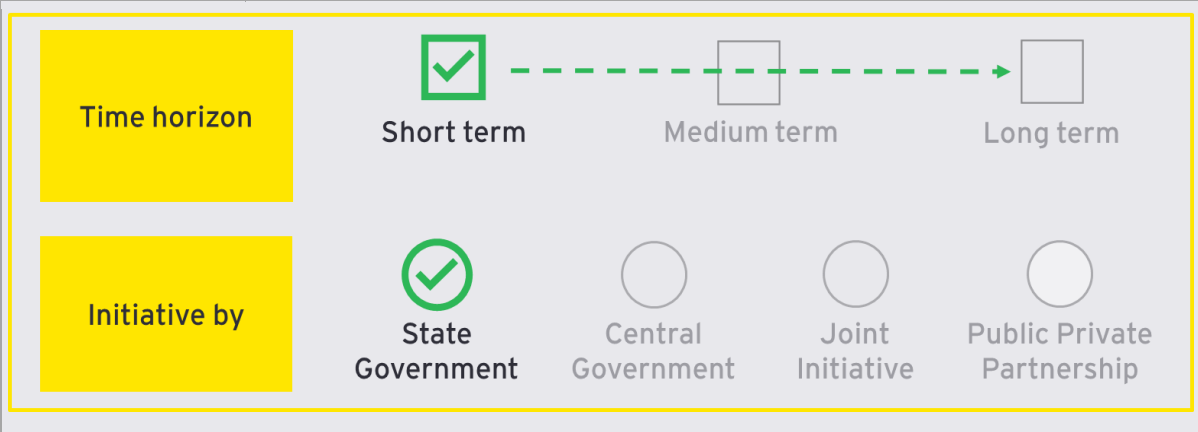 Time horizon
Short term
Medium term
Long term
Initiative by
State
Government
Central
Government
Joint
Initiative
Public Private
Partnership